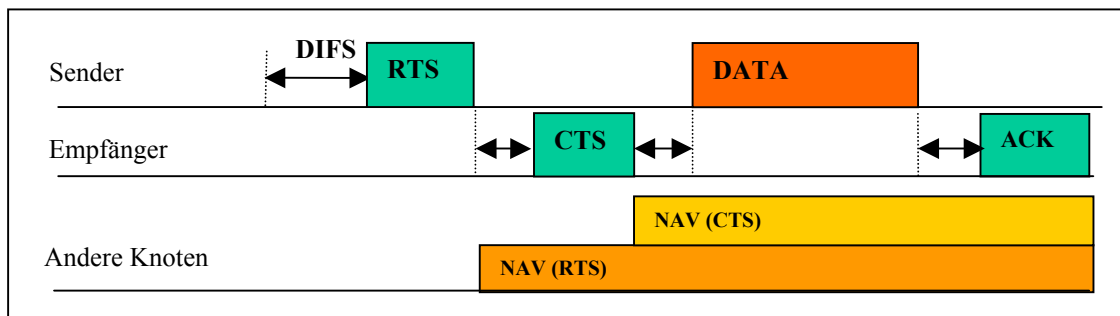 DIFS
Sender
RTS
DATA
Empfänger
CTS
ACK
NAV (CTS)
Andere Knoten
NAV (RTS)